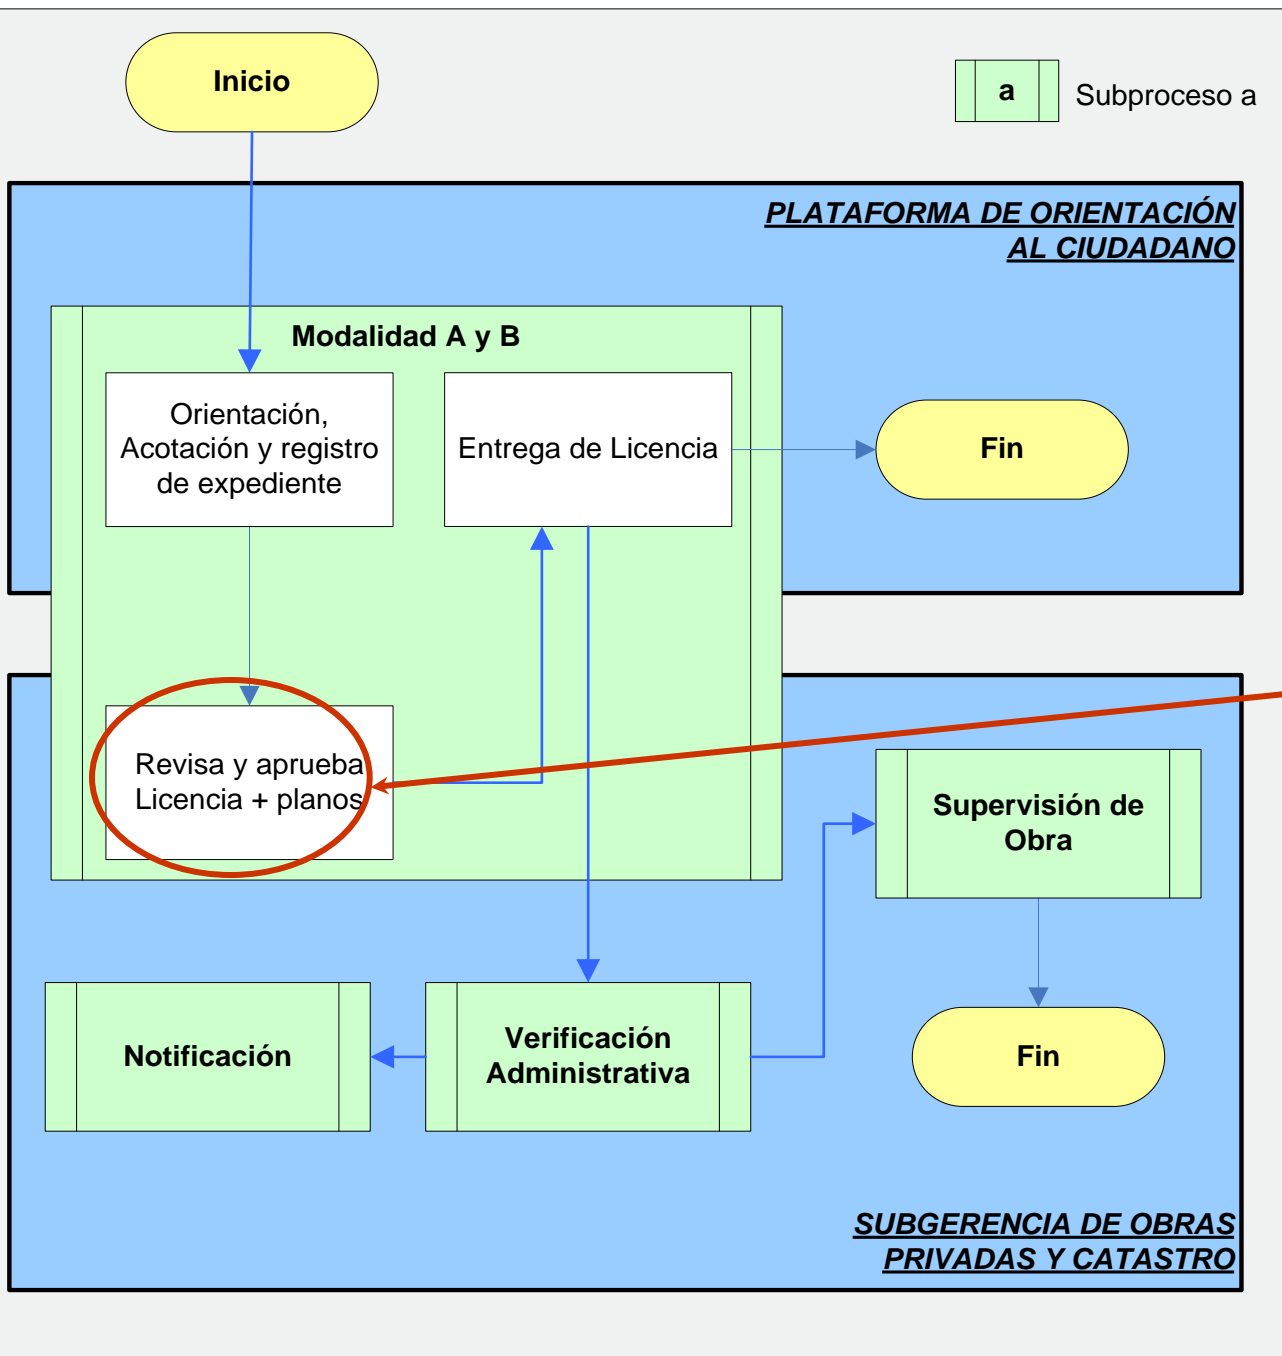 Inicio
a
Subproceso a
PLATAFORMA DE ORIENTACIÓN
AL CIUDADANO
Modalidad A y B
Orientación,
Acotación y registro
de expediente
Entrega de Licencia
Fin
Revisa y aprueba
Licencia + planos
Supervisión de
Obra
Notificación
Verificación
Administrativa
Fin
SUBGERENCIA DE OBRAS
PRIVADAS Y CATASTRO